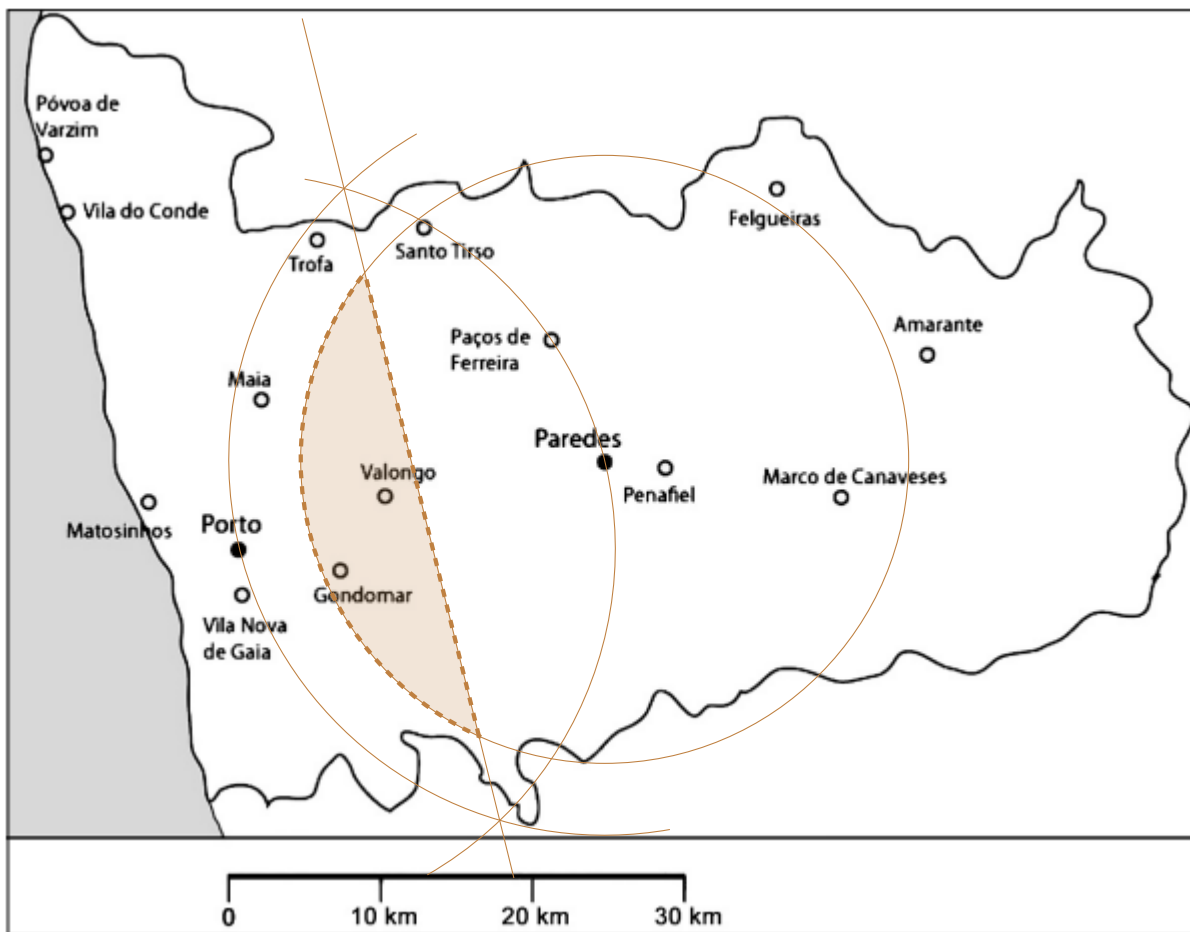 Póvoa de
Varzim
Vila do Conde
Trofa
Santo Tirso
Felgueiras
Paços de
Ferreira
Amarante
Maia
Paredes
Valongo
Penafiel
Marco de Canaveses
Matosinhos
Porto
Gondomar
Vila Nova
de Gaia
0 10 km 20 km 30 km